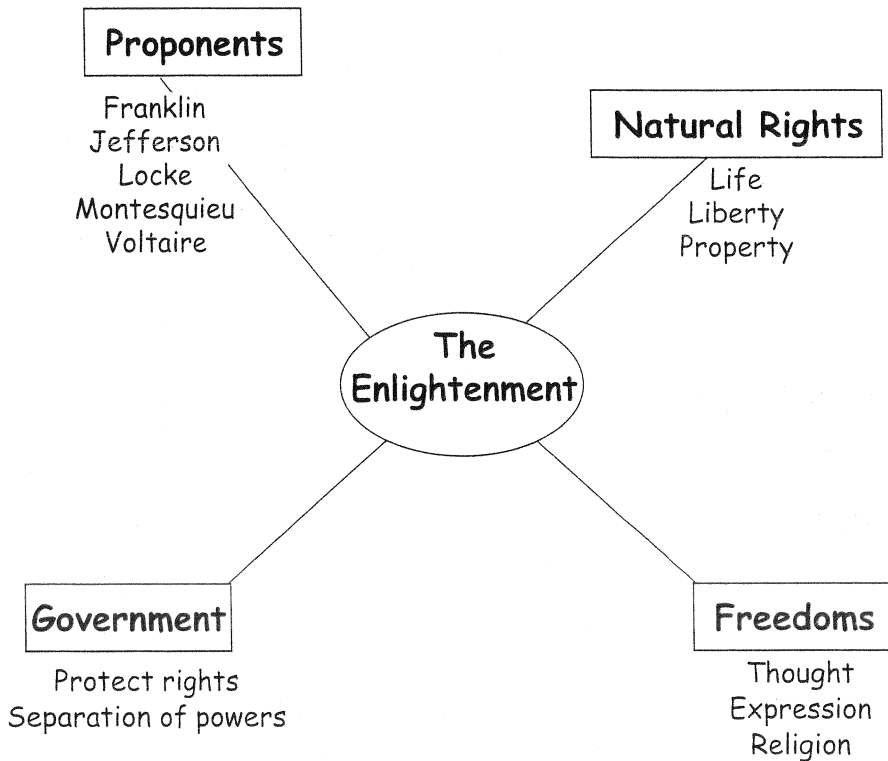 Proponents
Franklin
Jefferson
Locke
Montesquieu
Voltaire
Natural Rights
Life
Liberty
Property
The
Enlightenment
Government
Protect rights
Separation of powers
Freedoms
Thought
Expression
Religion